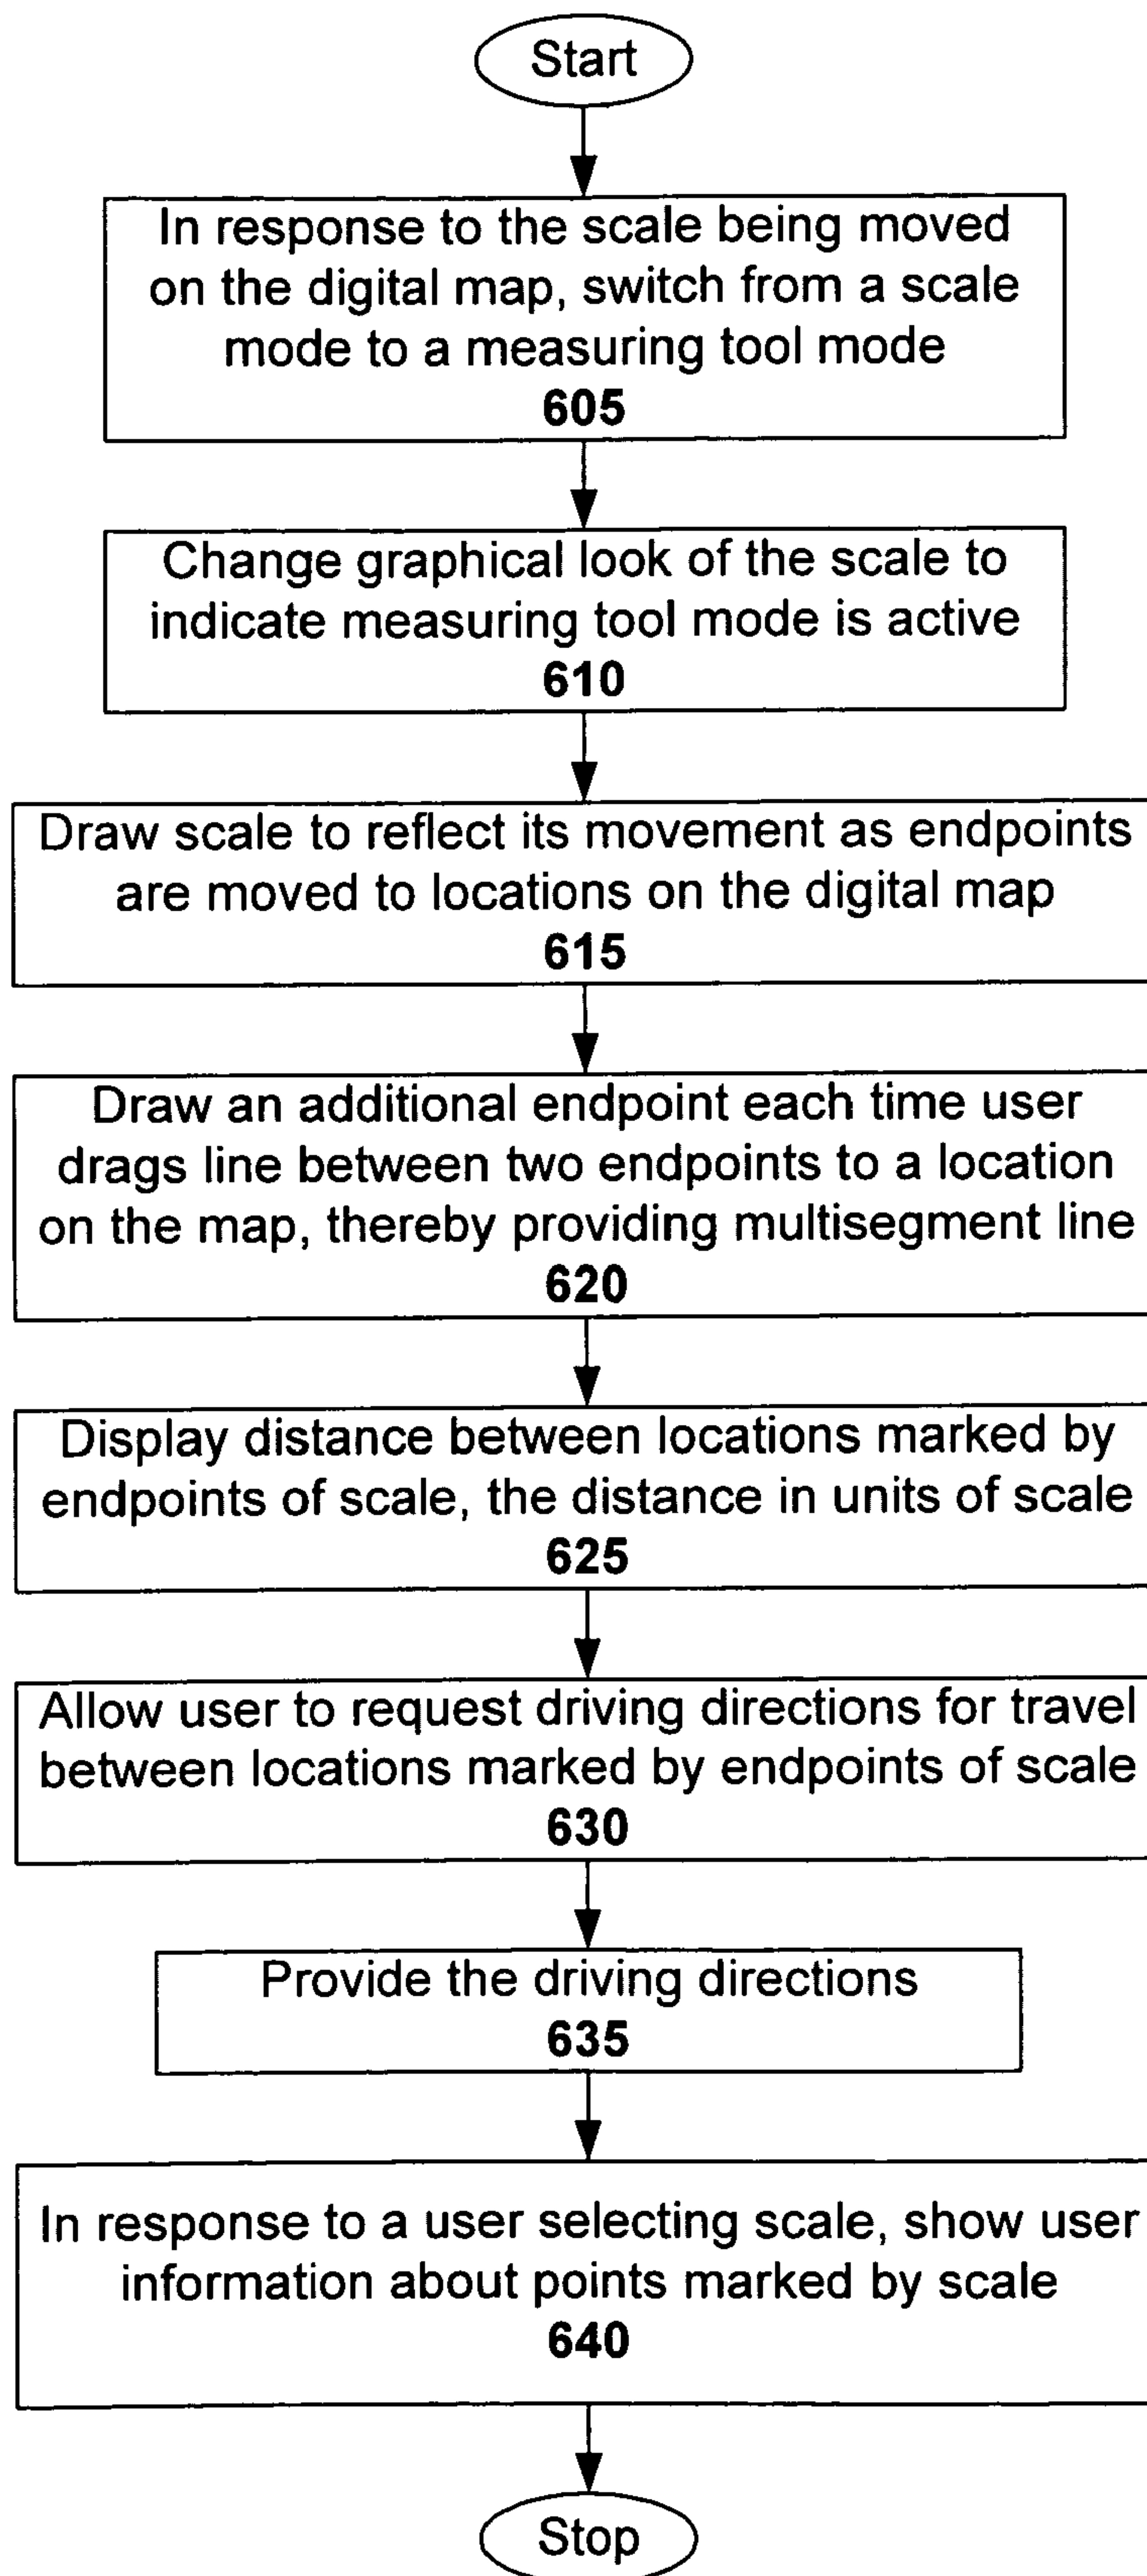 Start
In response to the scale being moved
on the digital map, switch from a scale
mode to a measuring tool mode
605
Change graphical look of the scale to
indicate measuring tool mode is active
610
Draw scale to reflect its movement as endpoints
are moved to locations on the digital map
615
Draw an additional endpoint each time user
drags line between two endpoints to a location
on the map, thereby providing multisegment line
620
Display distance between locations marked by
endpoints of scale, the distance in units of scale
625
Allow user to request driving directions for travel
between locations marked by endpoints of scale
630
Provide the driving directions
635
In response to a user selecting scale, show user
information about points marked by scale
640
Stop